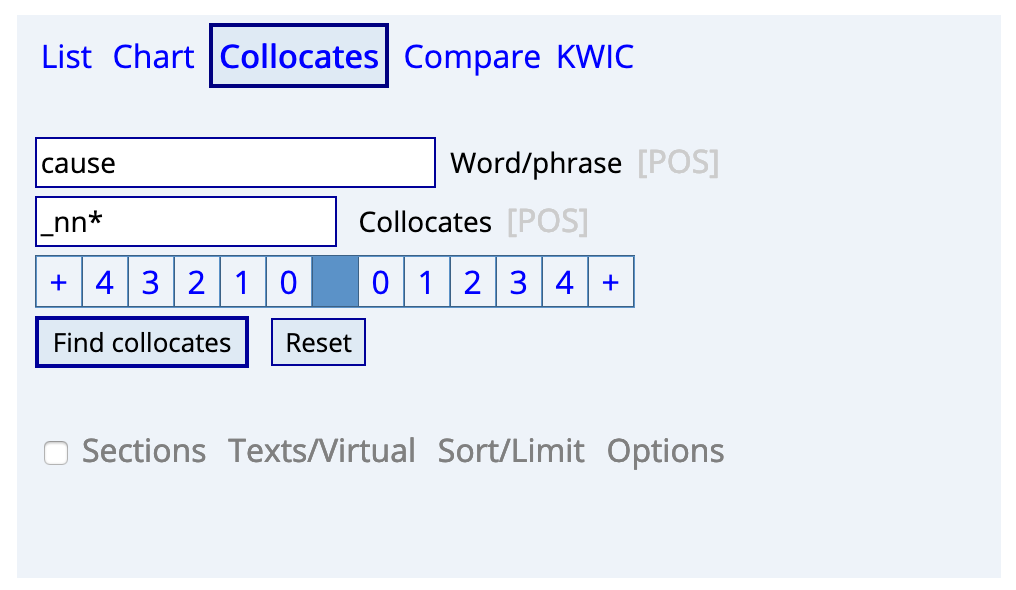 List Chart Collocates Compare KWIC
cause Word/phrase [POS]
_nn* Collocates [POS]
+ 4 3 2 1 0 0 1 2 3 4 +
Find collocates Reset
Sections Texts/Virtual Sort/Limit Options